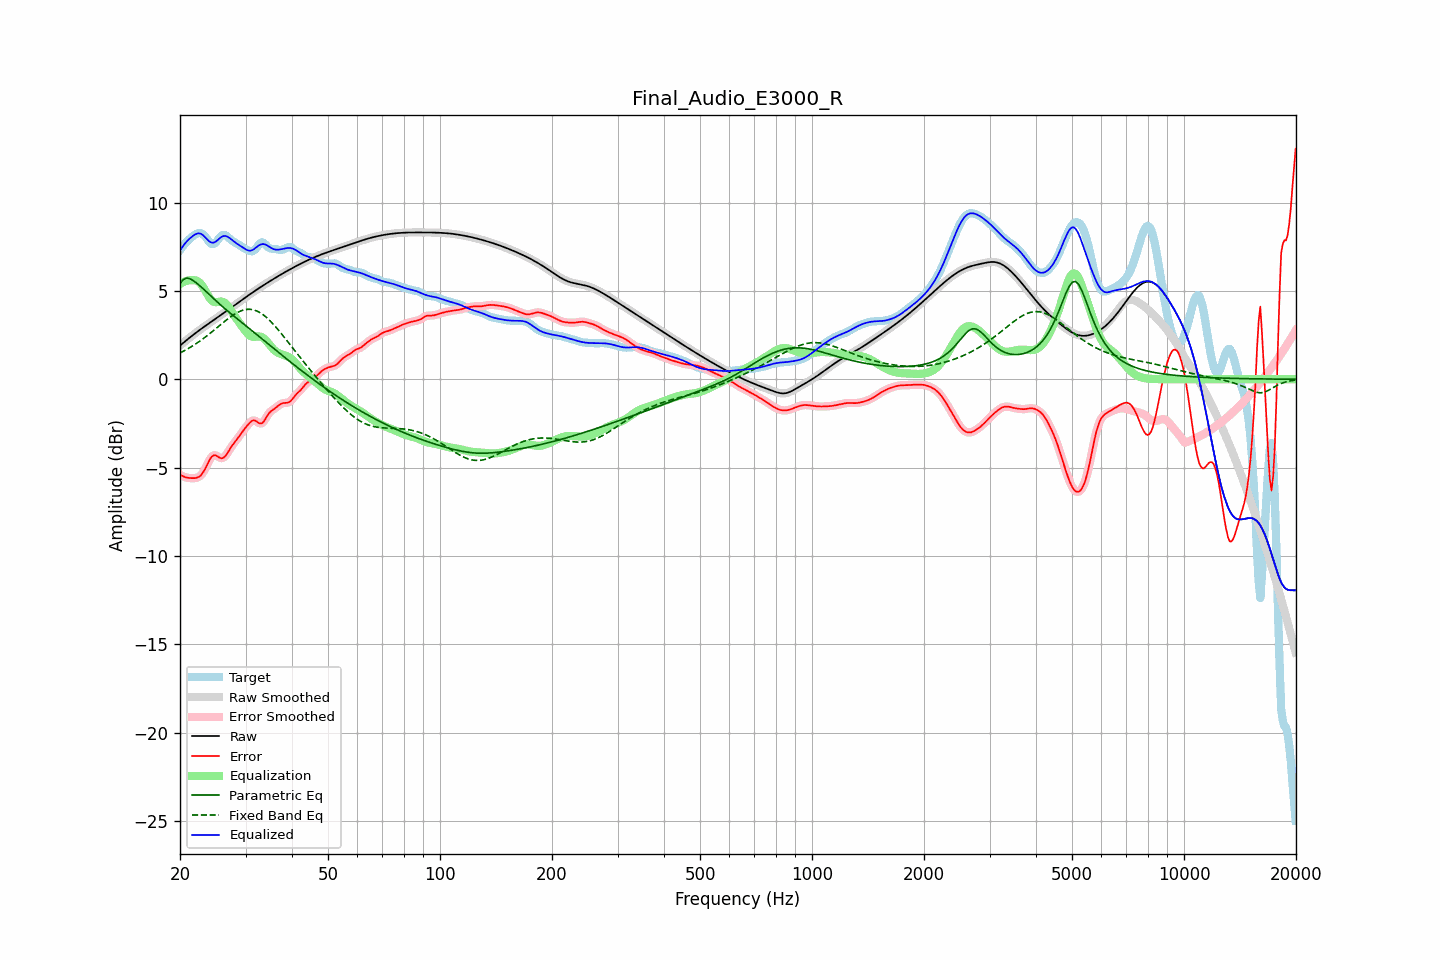 Final_Audio_E3000_R
Amplitude (dBr)
10
5
0
−5
−10
−15
−20
−25
Target
Raw Smoothed
Error Smoothed
Raw
Error
Equalization
Parametric Eq
Fixed Band Eq
Equalized
20 50 100 200 500 1000 2000 5000 10000 20000
Frequency (Hz)